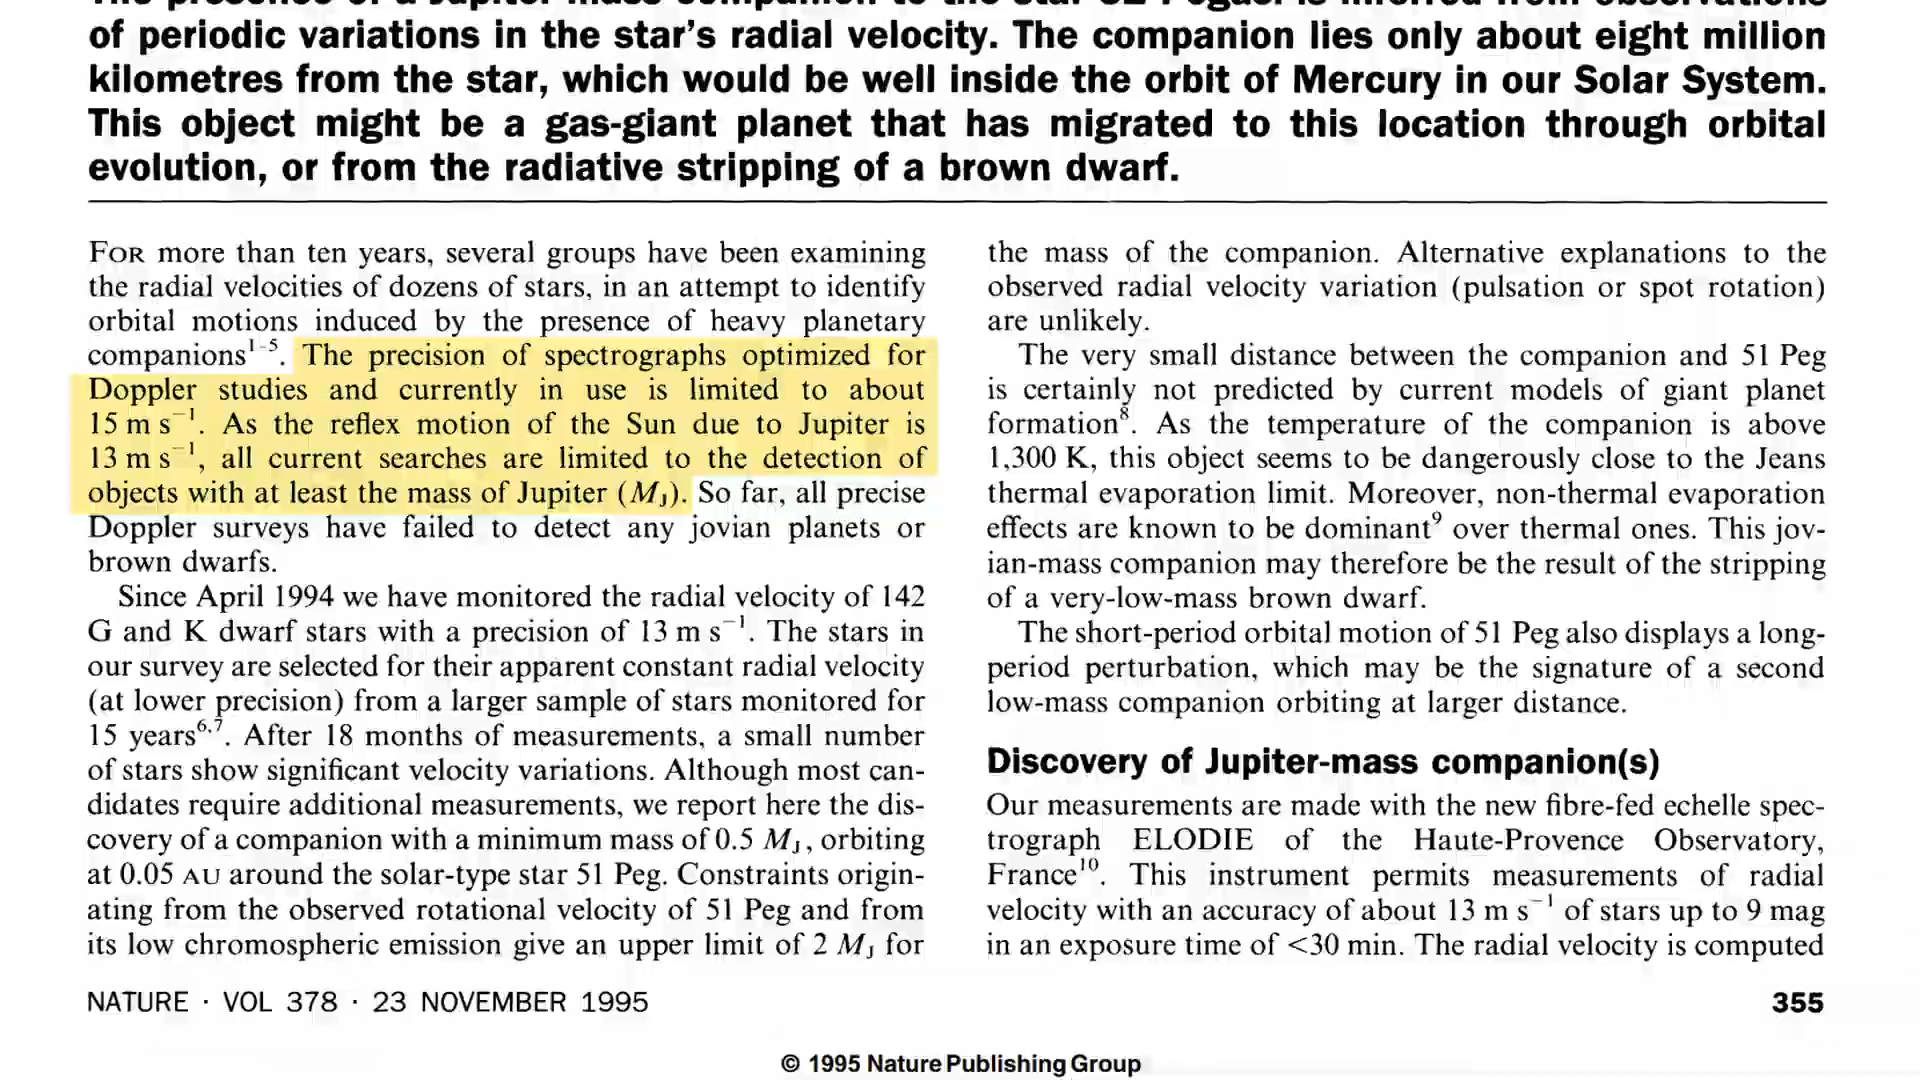 The presence of a Jupiter-mass companion to the star 51 Pegasi is inferred from observations
of periodic variations in the star’s radial velocity. The companion lies only about eight million
kilometres from the star, which would be well inside the orbit of Mercury in our Solar System.
This object might be a gas-giant planet that has migrated to this location through orbital
evolution, or from the radiative stripping of a brown dwarf.
FOR more than ten years, several groups have been examining
the radial velocities of dozens of stars, in an attempt to identify
orbital motions induced by the presence of heavy planetary
companions¹⁻⁵. The precision of spectrographs optimized for
Doppler studies and currently in use is limited to about
15 m s⁻¹. As the reflex motion of the Sun due to Jupiter is
13 m s⁻¹, all current searches are limited to the detection of
objects with at least the mass of Jupiter (MJ). So far, all precise
Doppler surveys have failed to detect any jovian planets or
brown dwarfs.
Since April 1994 we have monitored the radial velocity of 142
G and K dwarf stars with a precision of 13 m s⁻¹. The stars in
our survey are selected for their apparent constant radial velocity
(at lower precision) from a larger sample of stars monitored for
15 years⁶,⁷. After 18 months of measurements, a small number
of stars show significant velocity variations. Although most can-
didates require additional measurements, we report here the dis-
covery of a companion with a minimum mass of 0.5 MJ, orbiting
at 0.05 AU around the solar-type star 51 Peg. Constraints origin-
ating from the observed rotational velocity of 51 Peg and from
its low chromospheric emission give an upper limit of 2 MJ for
the mass of the companion. Alternative explanations to the
observed radial velocity variation (pulsation or spot rotation)
are unlikely.
The very small distance between the companion and 51 Peg
is certainly not predicted by current models of giant planet
formation⁸. As the temperature of the companion is above
1,300 K, this object seems to be dangerously close to the Jeans
thermal evaporation limit. Moreover, non-thermal evaporation
effects are known to be dominant⁹ over thermal ones. This jov-
ian-mass companion may therefore be the result of the stripping
of a very-low-mass brown dwarf.
The short-period orbital motion of 51 Peg also displays a long-
period perturbation, which may be the signature of a second
low-mass companion orbiting at larger distance.
Discovery of Jupiter-mass companion(s)
Our measurements are made with the new fibre-fed echelle spec-
trograph ELODIE of the Haute-Provence Observatory,
France¹⁰. This instrument permits measurements of radial
velocity with an accuracy of about 13 m s⁻¹ of stars up to 9 mag
in an exposure time of <30 min. The radial velocity is computed
NATURE · VOL 378 · 23 NOVEMBER 1995
355
© 1995 Nature Publishing Group